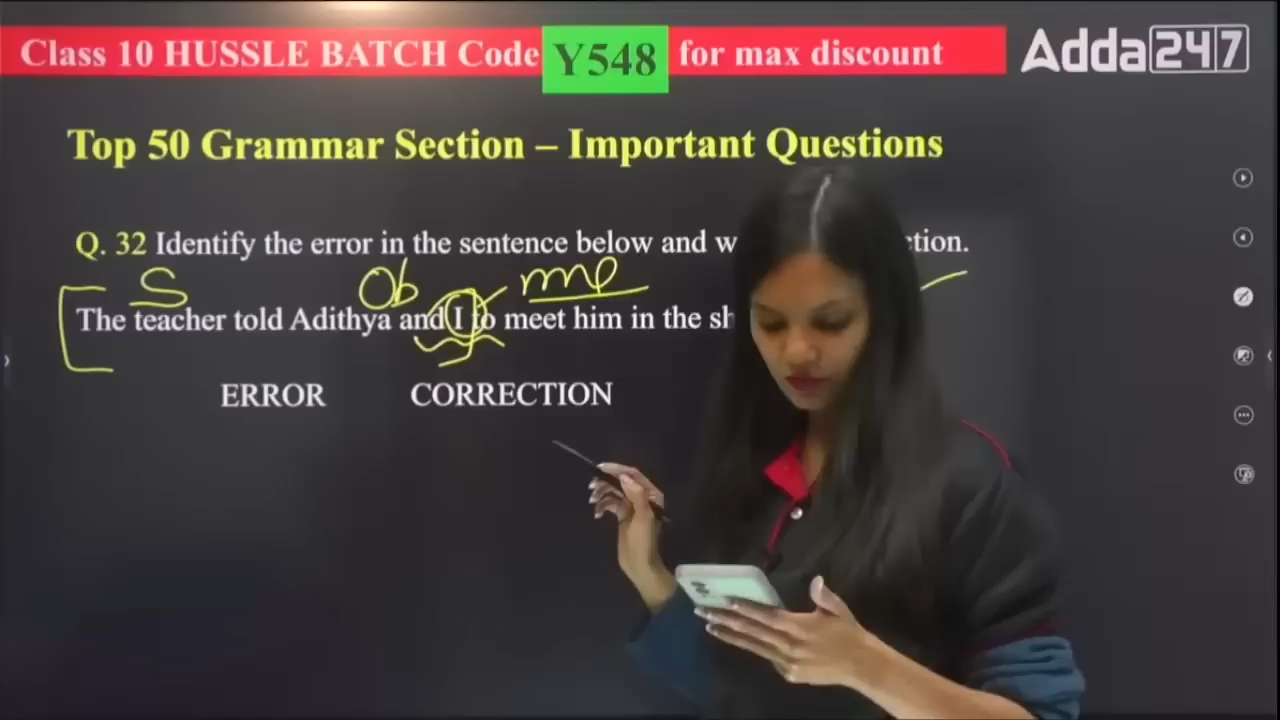 Class 10 HUSSLE BATCH Code Y548 for max discount
Adda247
Top 50 Grammar Section – Important Questions
Q. 32 Identify the error in the sentence below and
S Ob me
The teacher told Adithya and I to meet him in the
ERROR CORRECTION